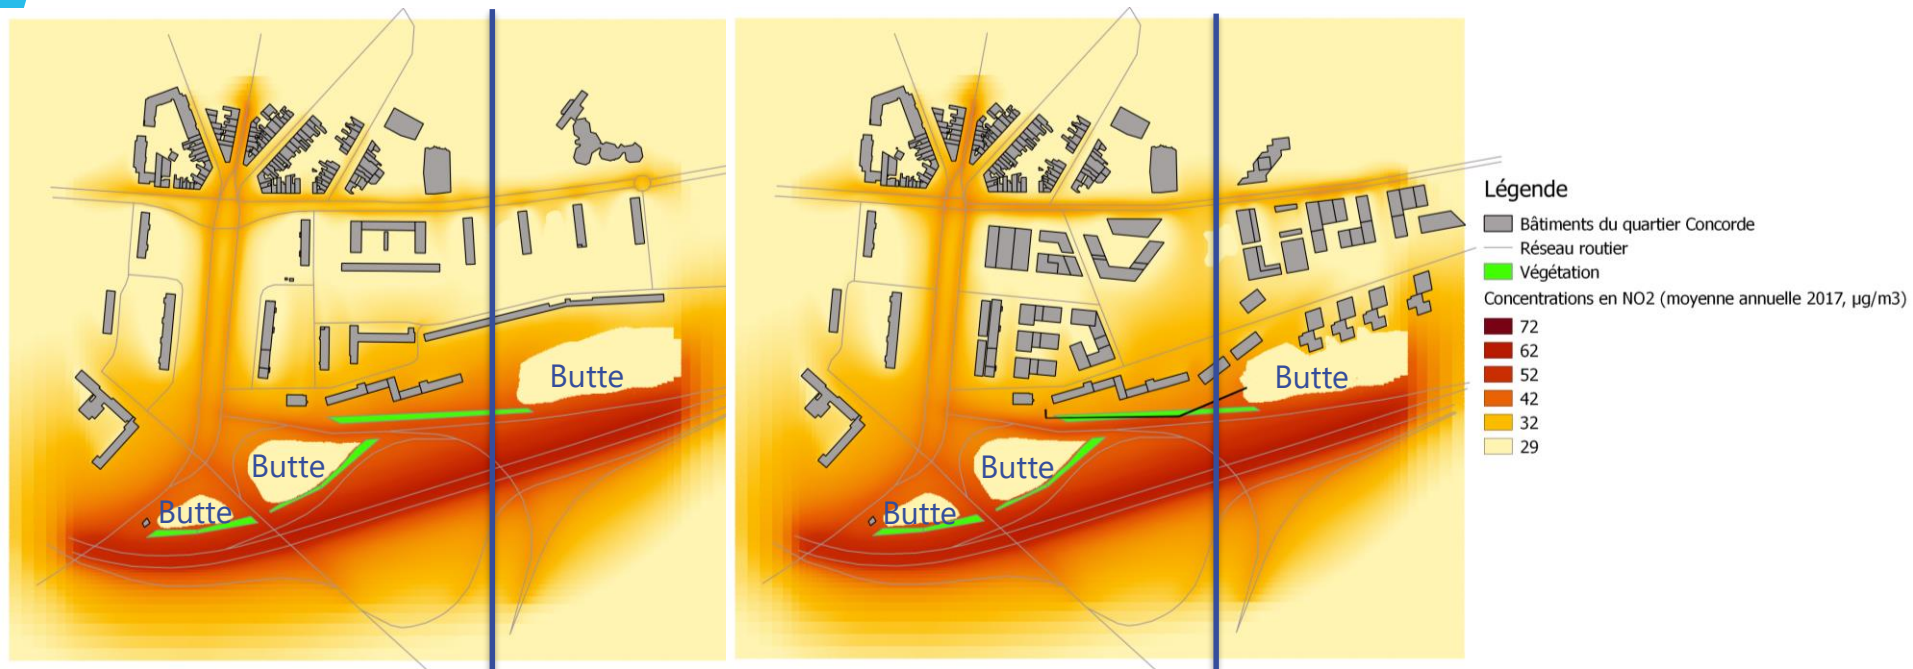 Butte
Butte
Butte
Butte
Butte
Butte
Légende
Bâtiments du quartier Concorde
Réseau routier
Végétation
Concentrations en NO2 (moyenne annuelle 2017, µg/m3)
72
62
52
42
32
29